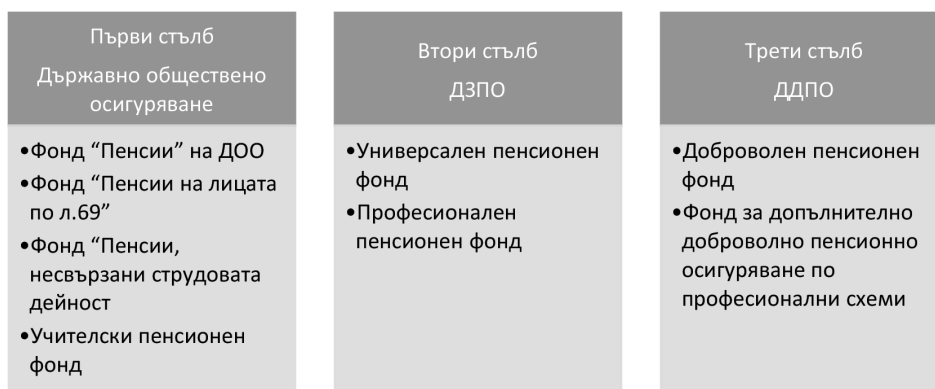 Първи стълб
Държавно обществено
осигуряване
•Фонд “Пенсии” на ДОО
•Фонд “Пенсии на лицата
по л.69”
•Фонд “Пенсии,
несвързани струдовата
дейност
•Учителски пенсионен
фонд
Втори стълб
ДЗПО
•Универсален пенсионен
фонд
•Професионален
пенсионен фонд
Трети стълб
ДДПО
•Доброволен пенсионен
фонд
•Фонд за допълнително
доброволно пенсионно
осигуряване по
професионални схеми